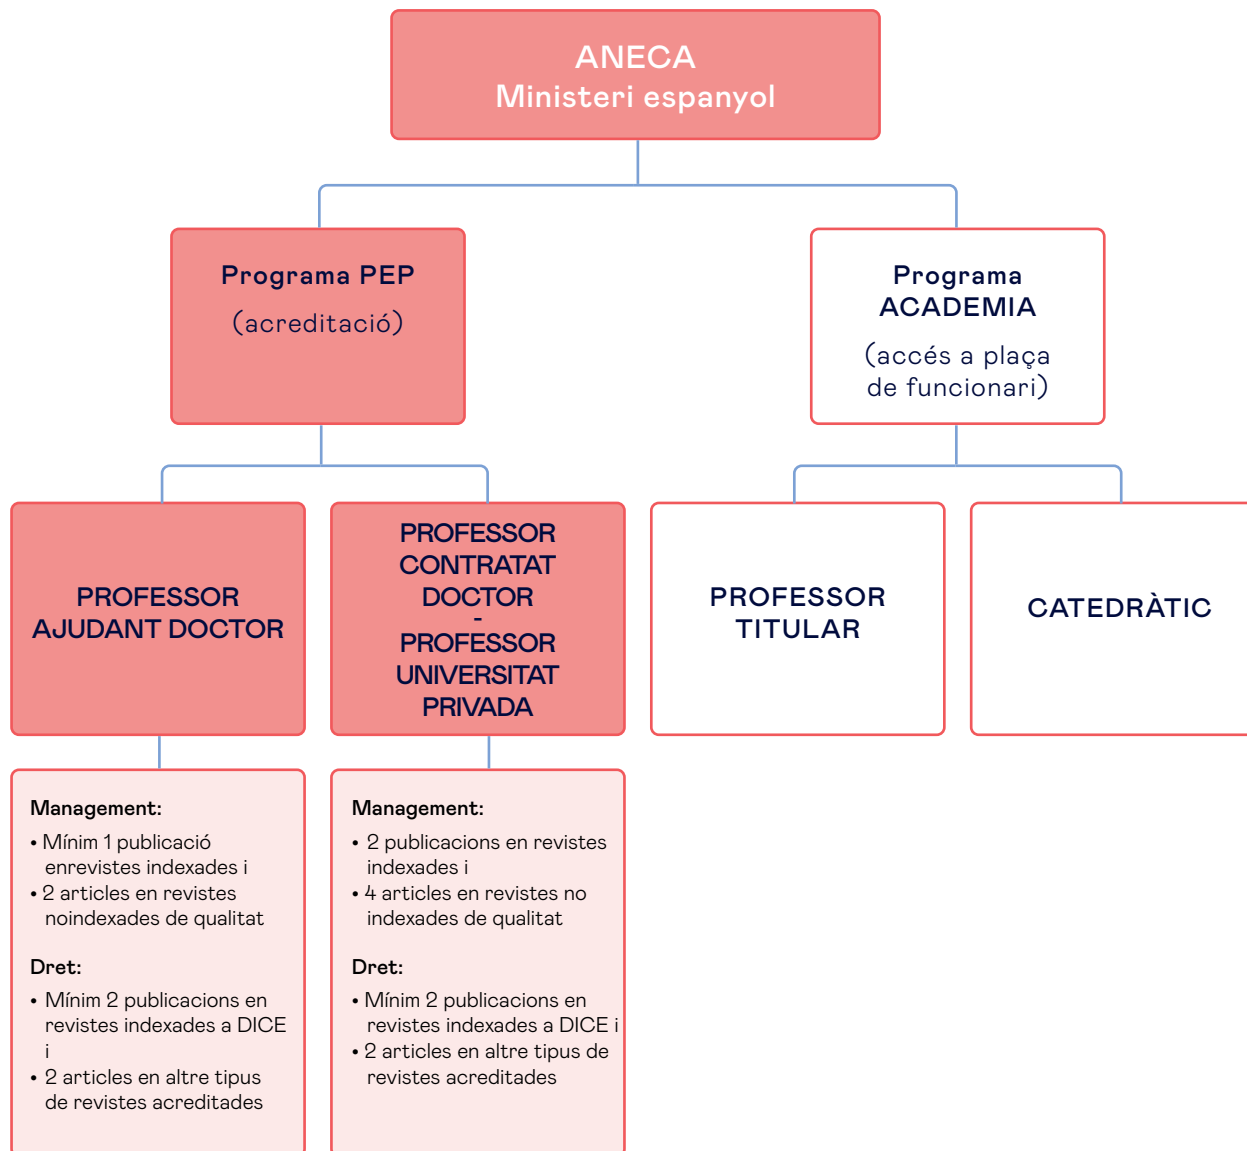 ANECA
Ministeri espanyol
Programa PEP
(acreditació)
Programa
ACADEMIA
(accés a plaça
de funcionari)
PROFESSOR
AJUDANT DOCTOR
PROFESSOR
CONTRATAT
DOCTOR
-
PROFESSOR
UNIVERSITAT
PRIVADA
PROFESSOR
TITULAR
CATEDRÀTIC
Management:
• Mínim 1 publicació
enrevistes indexades i
• 2 articles en revistes
noindexades de qualitat
Dret:
• Mínim 2 publicacions en
revistes indexades a DICE
i
• 2 articles en altre tipus
de revistes acreditades
Management:
• 2 publicacions en revistes
indexades i
• 4 articles en revistes no
indexades de qualitat
Dret:
• Mínim 2 publicacions en
revistes indexades a DICE i
• 2 articles en altre tipus de
revistes acreditades